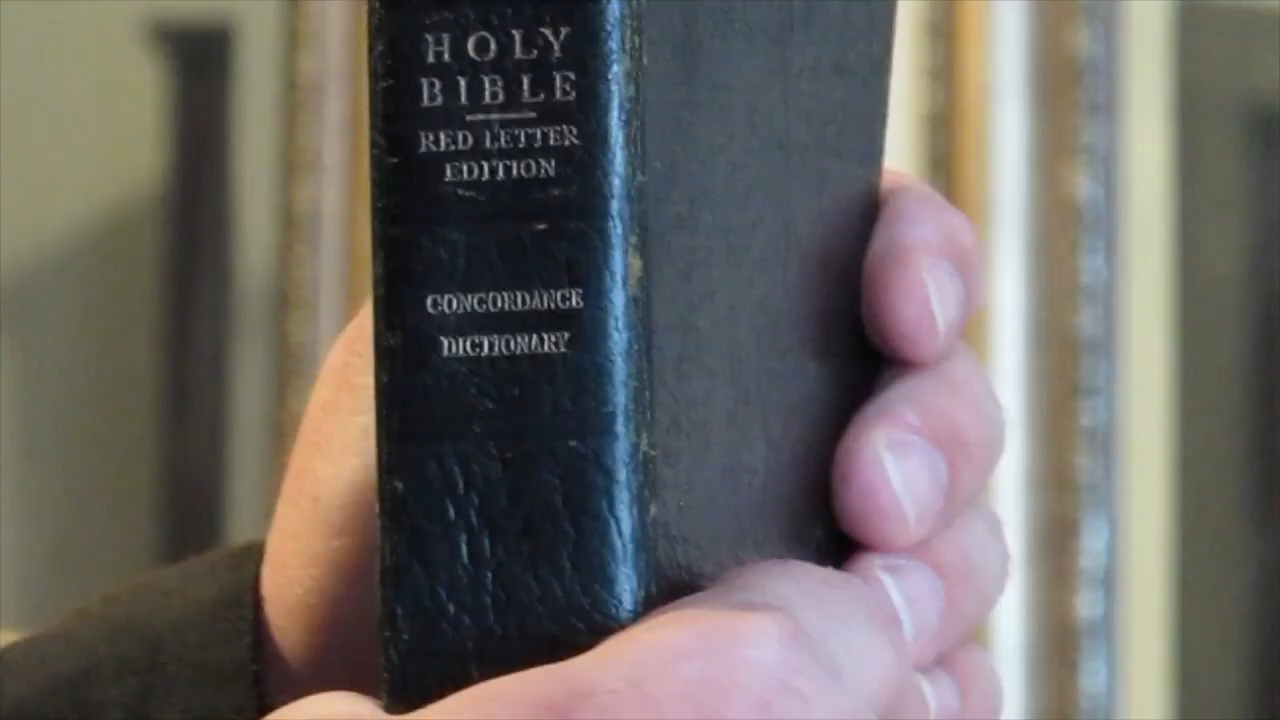 HOLY
BIBLE
RED LETTER
EDITION
CONCORDANCE
DICTIONARY